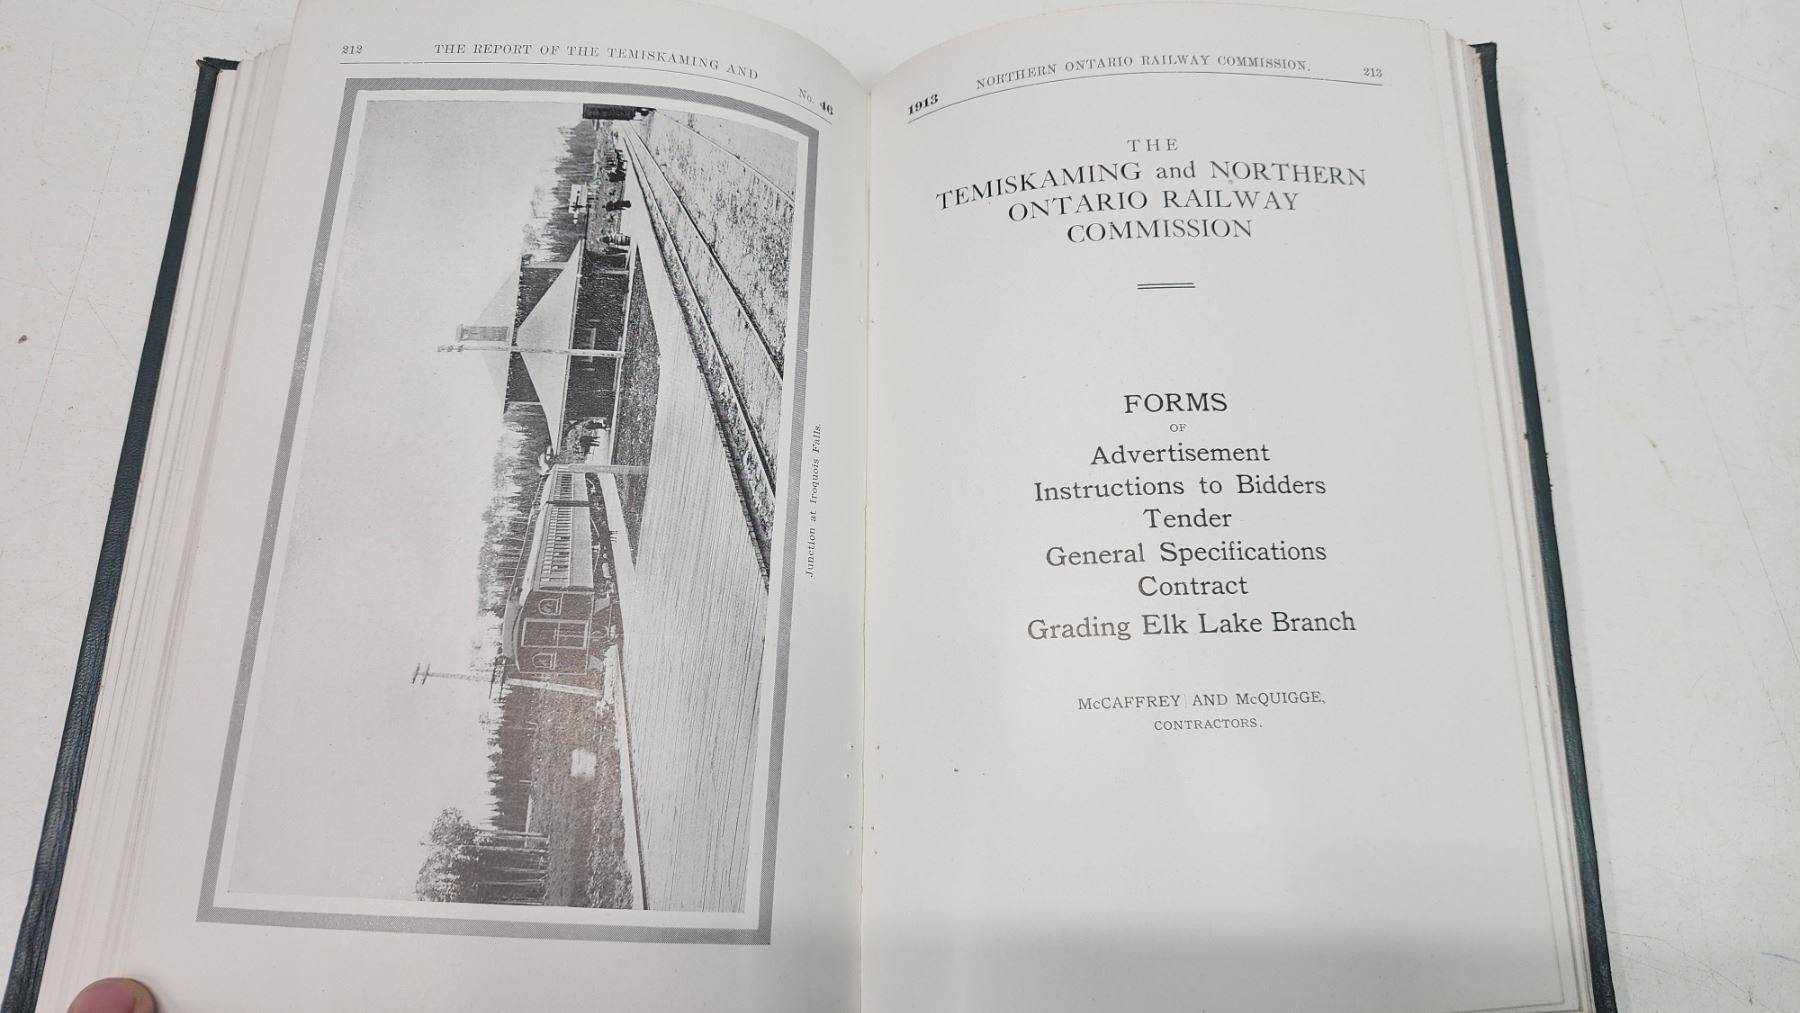 212
THE REPORT OF THE TEMISKAMING AND
No. 46
Junction at Iroquois Falls.
1913
NORTHERN ONTARIO RAILWAY COMMISSION.
213
THE
TEMISKAMING and NORTHERN
ONTARIO RAILWAY
COMMISSION
FORMS
OF
Advertisement
Instructions to Bidders
Tender
General Specifications
Contract
Grading Elk Lake Branch
McCAFFREY AND McQUIGGE,
CONTRACTORS.